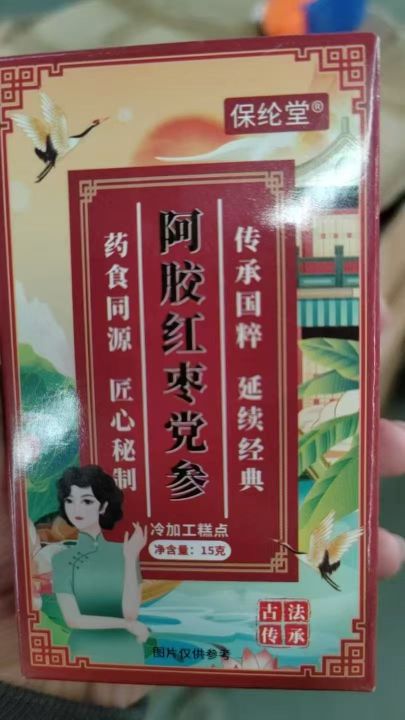 保纶堂®
传承国粹 延续经典
阿胶红枣党参
药食同源 匠心秘制
冷加工糕点
净含量：15克
古法
传承
图片仅供参考